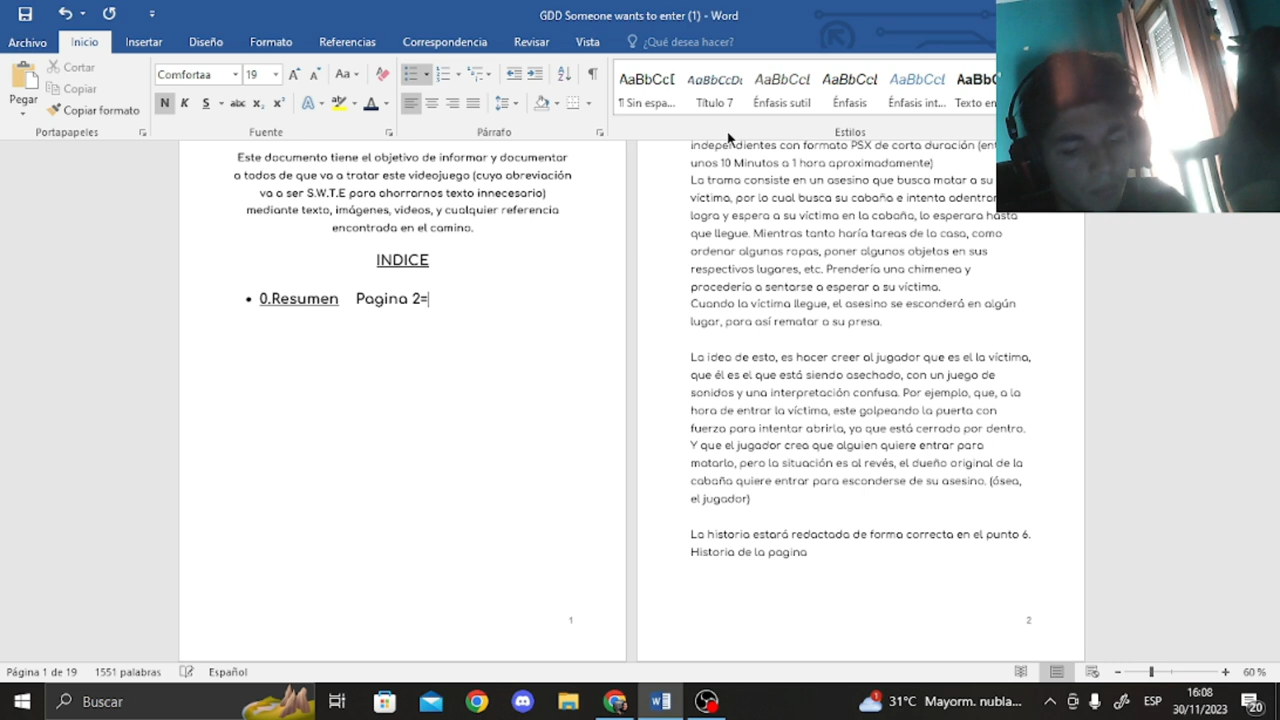 GDD Someone wants to enter (1) - Word
Archivo Inicio Insertar Diseño Formato Referencias Correspondencia Revisar Vista ¿Qué desea hacer?
Pegar
Cortar
Copiar
Copiar formato
Portapapeles
Comfortaa 19 A A Aa
N K S abc x₂ x² A A
Fuente
Párrafo
AaBbCcD AaBbCcDı AaBbCcI AaBbCcI AaBbCcI AaBbC
¶ Sin espa... Título 7 Énfasis sutil Énfasis Énfasis int... Texto en
Estilos
Este documento tiene el objetivo de informar y documentar
a todos de que va a tratar este videojuego (cuya abreviación
va a ser S.W.T.E para ahorrarnos texto innecesario)
mediante texto, imágenes, videos, y cualquier referencia
encontrada en el camino.
INDICE
• 0.Resumen Pagina 2=
1
independientes con formato PSX de corta duración
unos 10 Minutos a 1 hora aproximadamente)
La trama consiste en un asesino que busca matar a su
víctima, por lo cual busca su cabaña e intenta
logra y espera a su víctima en la cabaña, lo esperara hasta
que llegue. Mientras tanto haría tareas de la casa, como
ordenar algunas ropas, poner algunos objetos en sus
respectivos lugares, etc. Prendería una chimenea y
procedería a sentarse a esperar a su víctima.
Cuando la víctima llegue, el asesino se esconderá en algún
lugar, para así rematar a su presa.
La idea de esto, es hacer creer al jugador que es el la víctima,
que él es el que está siendo asechado, con un juego de
sonidos y una interpretación confusa. Por ejemplo, que, a la
hora de entrar la víctima, este golpeando la puerta con
fuerza para intentar abrirla, ya que está cerrada por dentro.
Y que el jugador crea que alguien quiere entrar para
matarlo, pero la situación es al revés, el dueño original de la
cabaña quiere entrar para esconderse de su asesino. (ósea,
el jugador)
La historia estará redactada de forma correcta en el punto 6.
Historia de la pagina
2
Página 1 de 19 1551 palabras Español 60 %
Buscar 31°C Mayorm. nubla... ESP 16:08
30/11/2023 20